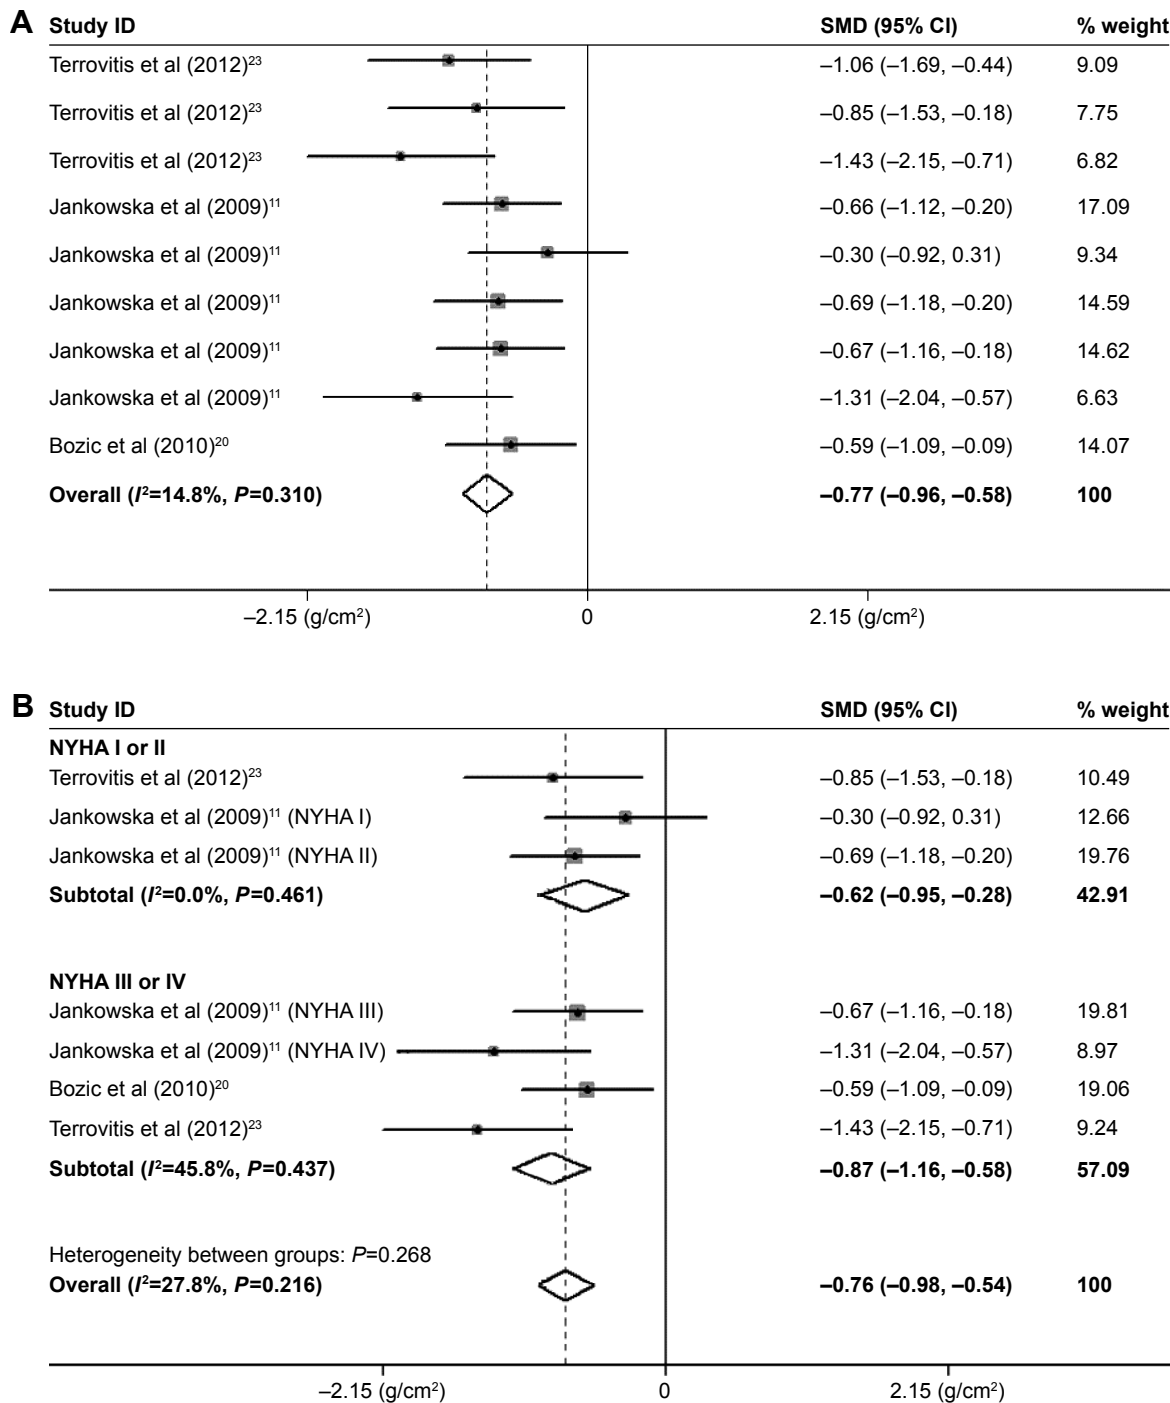 A Study ID SMD (95% CI) % weight
Terrovitis et al (2012)²³ –1.06 (–1.69, –0.44) 9.09
Terrovitis et al (2012)²³ –0.85 (–1.53, –0.18) 7.75
Terrovitis et al (2012)²³ –1.43 (–2.15, –0.71) 6.82
Jankowska et al (2009)¹¹ –0.66 (–1.12, –0.20) 17.09
Jankowska et al (2009)¹¹ –0.30 (–0.92, 0.31) 9.34
Jankowska et al (2009)¹¹ –0.69 (–1.18, –0.20) 14.59
Jankowska et al (2009)¹¹ –0.67 (–1.16, –0.18) 14.62
Jankowska et al (2009)¹¹ –1.31 (–2.04, –0.57) 6.63
Bozic et al (2010)²⁰ –0.59 (–1.09, –0.09) 14.07
Overall (I²=14.8%, P=0.310) –0.77 (–0.96, –0.58) 100
–2.15 (g/cm²) 0 2.15 (g/cm²)
B Study ID SMD (95% CI) % weight
NYHA I or II
Terrovitis et al (2012)²³ –0.85 (–1.53, –0.18) 10.49
Jankowska et al (2009)¹¹ (NYHA I) –0.30 (–0.92, 0.31) 12.66
Jankowska et al (2009)¹¹ (NYHA II) –0.69 (–1.18, –0.20) 19.76
Subtotal (I²=0.0%, P=0.461) –0.62 (–0.95, –0.28) 42.91
NYHA III or IV
Jankowska et al (2009)¹¹ (NYHA III) –0.67 (–1.16, –0.18) 19.81
Jankowska et al (2009)¹¹ (NYHA IV) –1.31 (–2.04, –0.57) 8.97
Bozic et al (2010)²⁰ –0.59 (–1.09, –0.09) 19.06
Terrovitis et al (2012)²³ –1.43 (–2.15, –0.71) 9.24
Subtotal (I²=45.8%, P=0.437) –0.87 (–1.16, –0.58) 57.09
Heterogeneity between groups: P=0.268
Overall (I²=27.8%, P=0.216) –0.76 (–0.98, –0.54) 100
–2.15 (g/cm²) 0 2.15 (g/cm²)